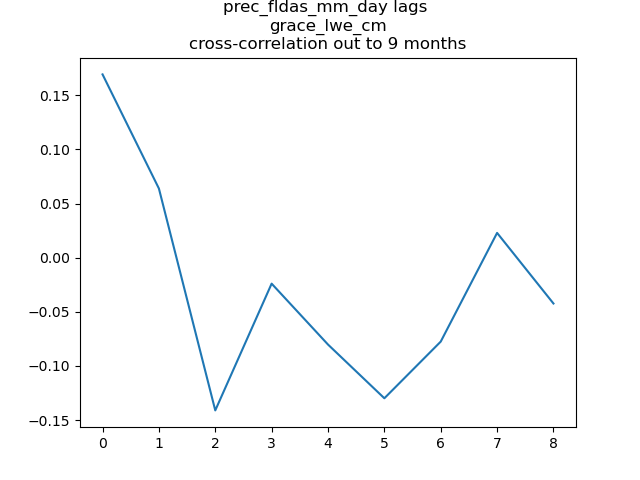 prec_fldas_mm_day lags
grace_lwe_cm
cross-correlation out to 9 months
0.15
0.10
0.05
0.00
−0.05
−0.10
−0.15
0 1 2 3 4 5 6 7 8